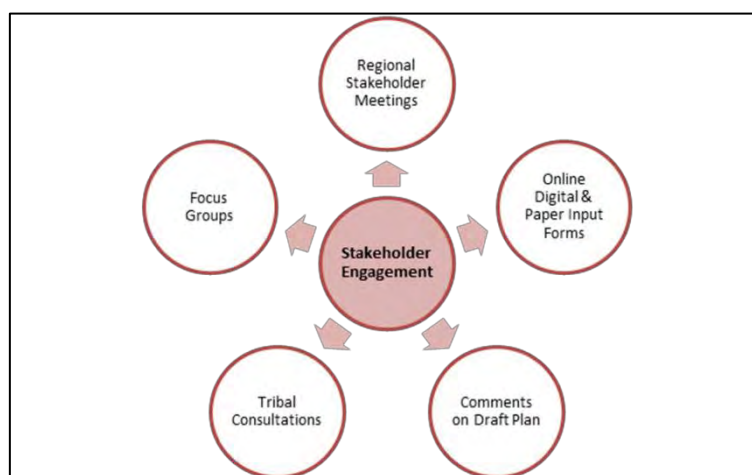 Regional
Stakeholder
Meetings
Online
Digital &
Paper Input
Forms
Focus
Groups
Stakeholder
Engagement
Tribal
Consultations
Comments
on Draft Plan